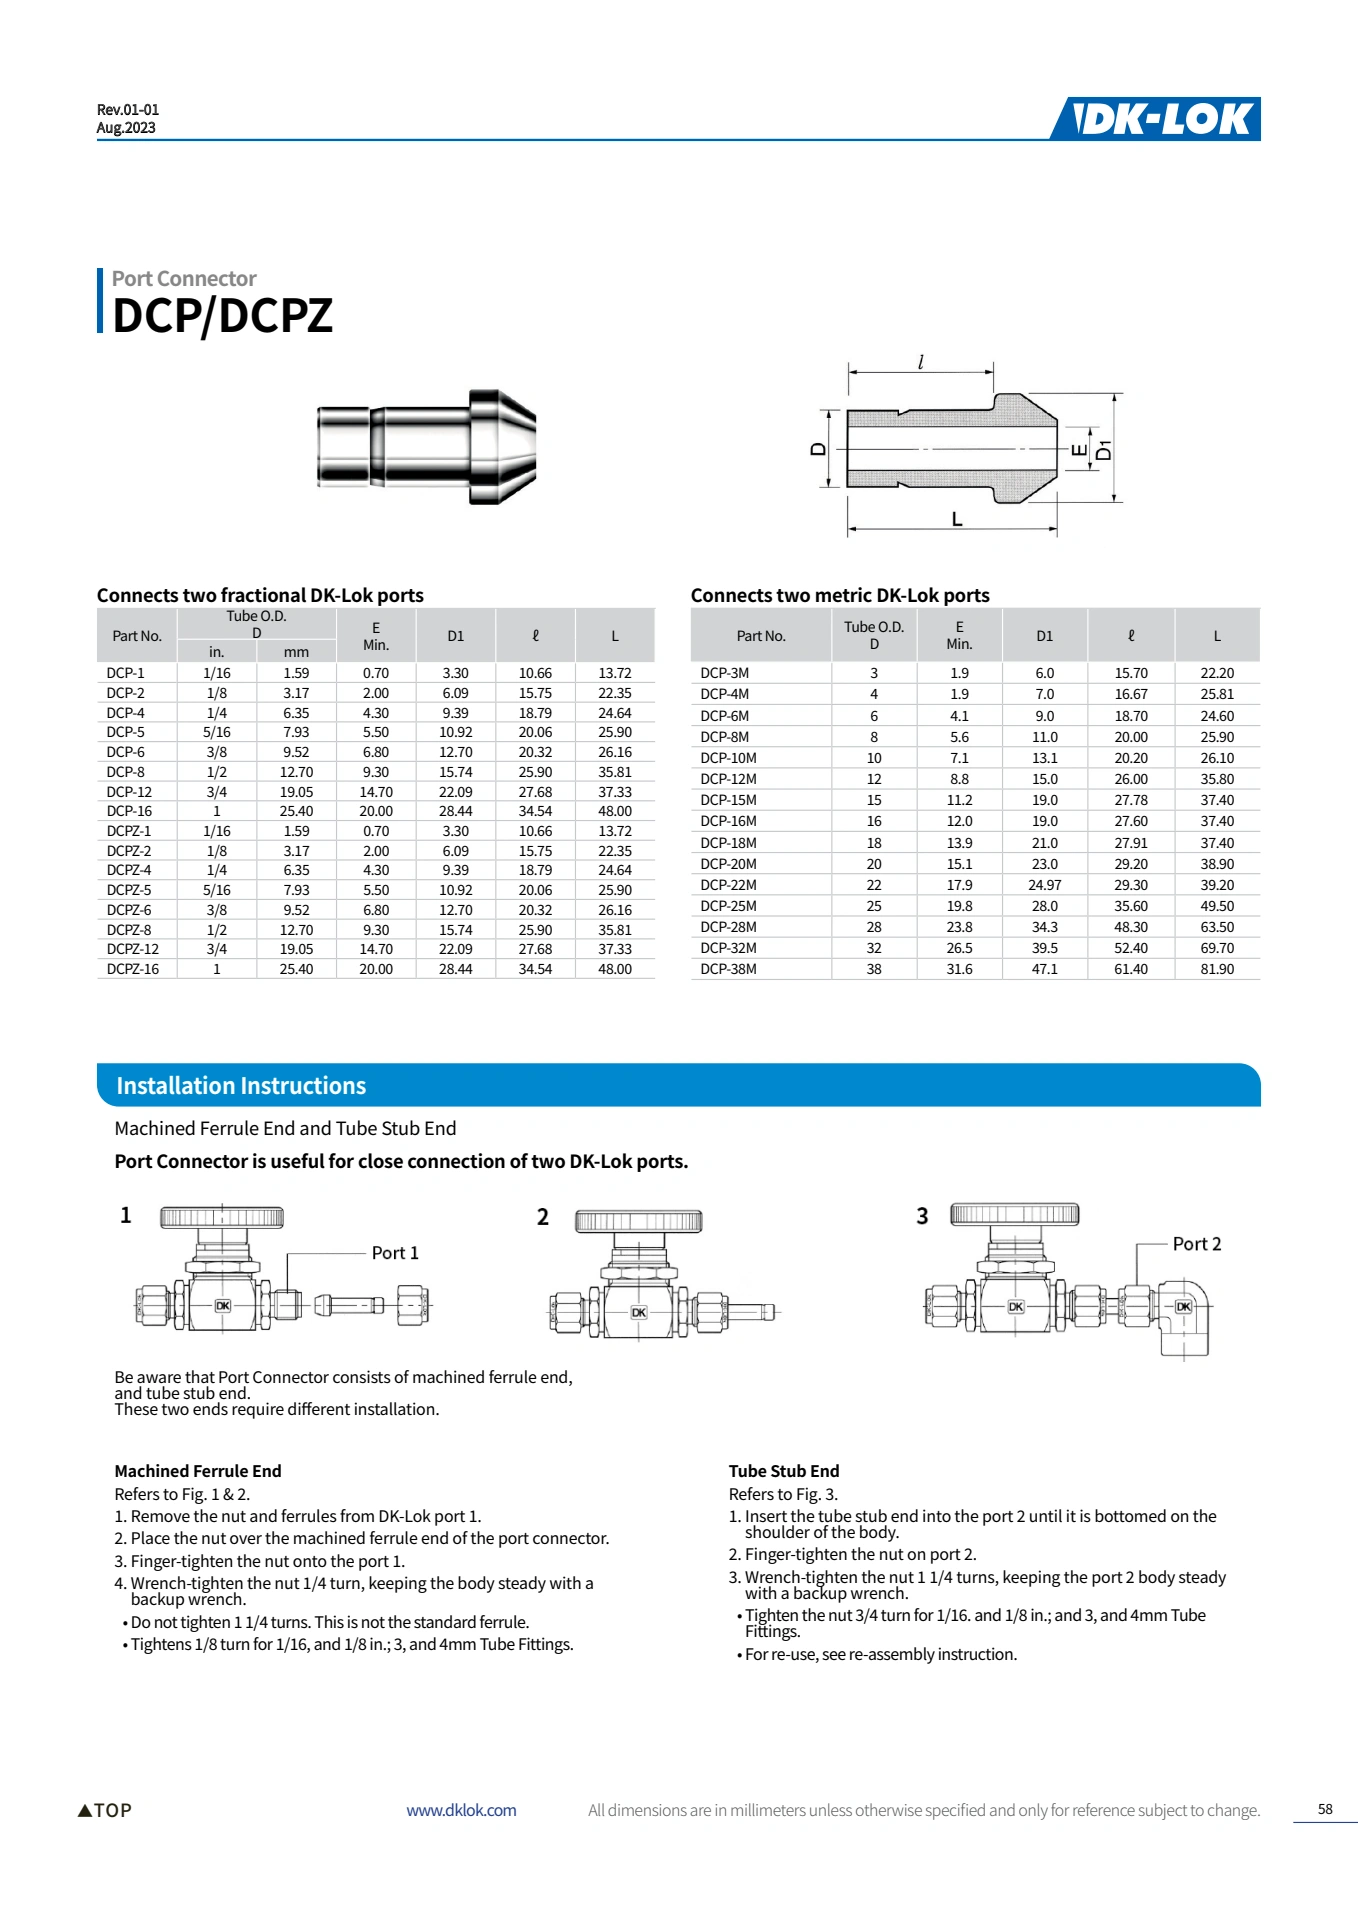 Rev.01-01
Aug.2023
DK-LOK
Port Connector
DCP/DCPZ
l
D
E
D1
L
Connects two fractional DK-Lok ports
Part No. Tube O.D. D E Min. D1 ℓ L
in. mm
DCP-1 1/16 1.59 0.70 3.30 10.66 13.72
DCP-2 1/8 3.17 2.00 6.09 15.75 22.35
DCP-4 1/4 6.35 4.30 9.39 18.79 24.64
DCP-5 5/16 7.93 5.50 10.92 20.06 25.90
DCP-6 3/8 9.52 6.80 12.70 20.32 26.16
DCP-8 1/2 12.70 9.30 15.74 25.90 35.81
DCP-12 3/4 19.05 14.70 22.09 27.68 37.33
DCP-16 1 25.40 20.00 28.44 34.54 48.00
DCPZ-1 1/16 1.59 0.70 3.30 10.66 13.72
DCPZ-2 1/8 3.17 2.00 6.09 15.75 22.35
DCPZ-4 1/4 6.35 4.30 9.39 18.79 24.64
DCPZ-5 5/16 7.93 5.50 10.92 20.06 25.90
DCPZ-6 3/8 9.52 6.80 12.70 20.32 26.16
DCPZ-8 1/2 12.70 9.30 15.74 25.90 35.81
DCPZ-12 3/4 19.05 14.70 22.09 27.68 37.33
DCPZ-16 1 25.40 20.00 28.44 34.54 48.00
Connects two metric DK-Lok ports
Part No. Tube O.D. D E Min. D1 ℓ L
DCP-3M 3 1.9 6.0 15.70 22.20
DCP-4M 4 1.9 7.0 16.67 25.81
DCP-6M 6 4.1 9.0 18.70 24.60
DCP-8M 8 5.6 11.0 20.00 25.90
DCP-10M 10 7.1 13.1 20.20 26.10
DCP-12M 12 8.8 15.0 26.00 35.80
DCP-15M 15 11.2 19.0 27.78 37.40
DCP-16M 16 12.0 19.0 27.60 37.40
DCP-18M 18 13.9 21.0 27.91 37.40
DCP-20M 20 15.1 23.0 29.20 38.90
DCP-22M 22 17.9 24.97 29.30 39.20
DCP-25M 25 19.8 28.0 35.60 49.50
DCP-28M 28 23.8 34.3 48.30 63.50
DCP-32M 32 26.5 39.5 52.40 69.70
DCP-38M 38 31.6 47.1 61.40 81.90
Installation Instructions
Machined Ferrule End and Tube Stub End
Port Connector is useful for close connection of two DK-Lok ports.
1
Port 1
DK
2
DK
3
Port 2
DK
DK
Be aware that Port Connector consists of machined ferrule end,
and tube stub end.
These two ends require different installation.
Machined Ferrule End
Refers to Fig. 1 & 2.
1. Remove the nut and ferrules from DK-Lok port 1.
2. Place the nut over the machined ferrule end of the port connector.
3. Finger-tighten the nut onto the port 1.
4. Wrench-tighten the nut 1/4 turn, keeping the body steady with a
backup wrench.
• Do not tighten 1 1/4 turns. This is not the standard ferrule.
• Tightens 1/8 turn for 1/16, and 1/8 in.; 3, and 4mm Tube Fittings.
Tube Stub End
Refers to Fig. 3.
1. Insert the tube stub end into the port 2 until it is bottomed on the
shoulder of the body.
2. Finger-tighten the nut on port 2.
3. Wrench-tighten the nut 1 1/4 turns, keeping the port 2 body steady
with a backup wrench.
• Tighten the nut 3/4 turn for 1/16. and 1/8 in.; and 3, and 4mm Tube
Fittings.
• For re-use, see re-assembly instruction.
▲TOP
www.dklok.com
All dimensions are in millimeters unless otherwise specified and only for reference subject to change.
58